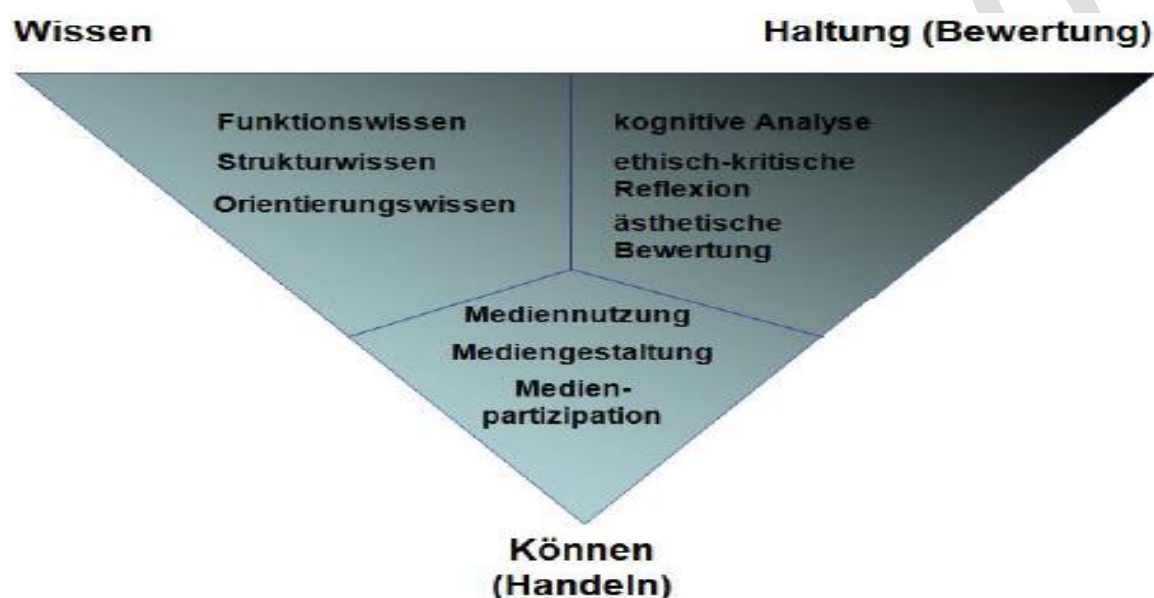 Wissen
Haltung (Bewertung)
Funktionswissen
Strukturwissen
Orientierungswissen
kognitive Analyse
ethisch-kritische
Reflexion
ästhetische
Bewertung
Mediennutzung
Mediengestaltung
Medien-
partizipation
Können
(Handeln)